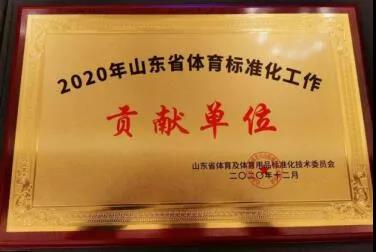 2020年山东省体育标准化工作
贡献单位
山东省体育及体育用品标准化技术委员会
二〇二〇年十二月